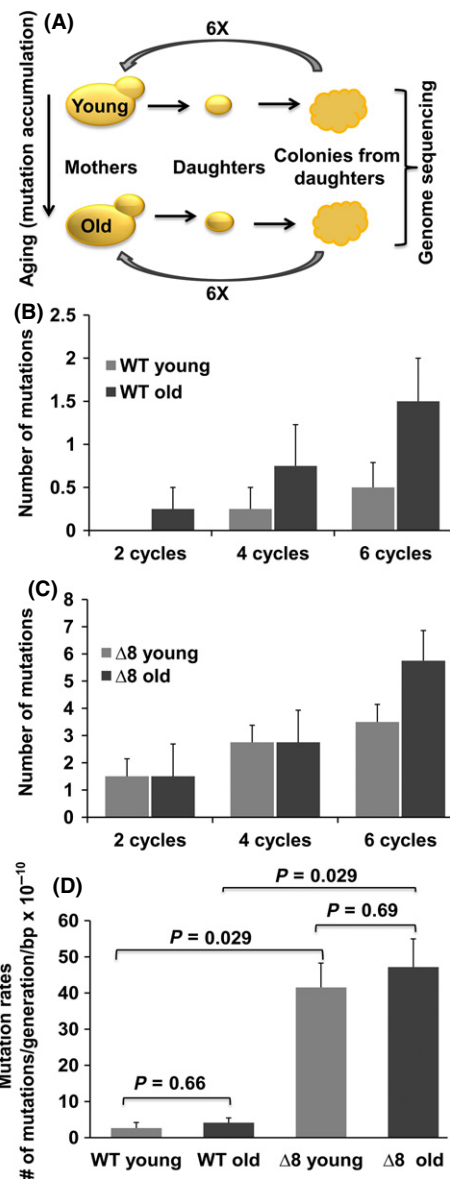 (A)
6X
Young
Mothers
Daughters
Colonies from
daughters
Old
6X
Aging (mutation accumulation)
Genome sequencing
(B)
Number of mutations
2.5
2
1.5
1
0.5
0
WT young
WT old
2 cycles 4 cycles 6 cycles
(C)
Number of mutations
8
7
6
5
4
3
2
1
0
Δ8 young
Δ8 old
2 cycles 4 cycles 6 cycles
(D)
Mutation rates
# of mutations/generation/bp x 10⁻¹⁰
60
50
40
30
20
10
0
P = 0.029
P = 0.029
P = 0.69
P = 0.66
WT young WT old Δ8 young Δ8 old